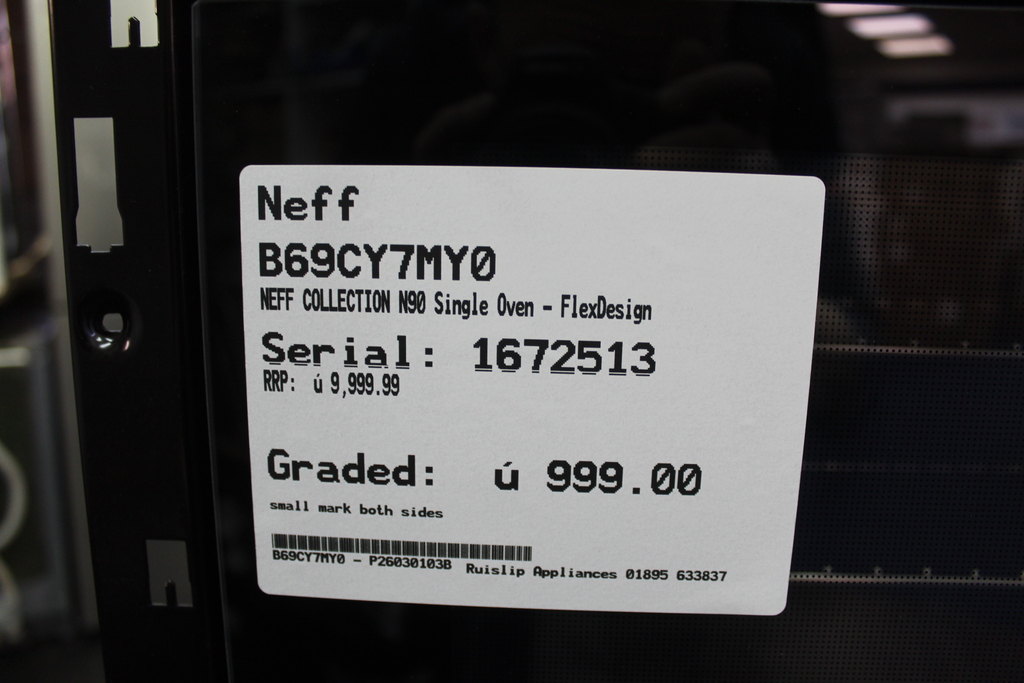 Neff
B69CY7MY0
NEFF COLLECTION N90 Single Oven - FlexDesign
Serial: 1672513
RRP: ú 9,999.99
Graded: ú 999.00
small mark both sides
B69CY7MY0 - P26030103B Ruislip Appliances 01895 633837